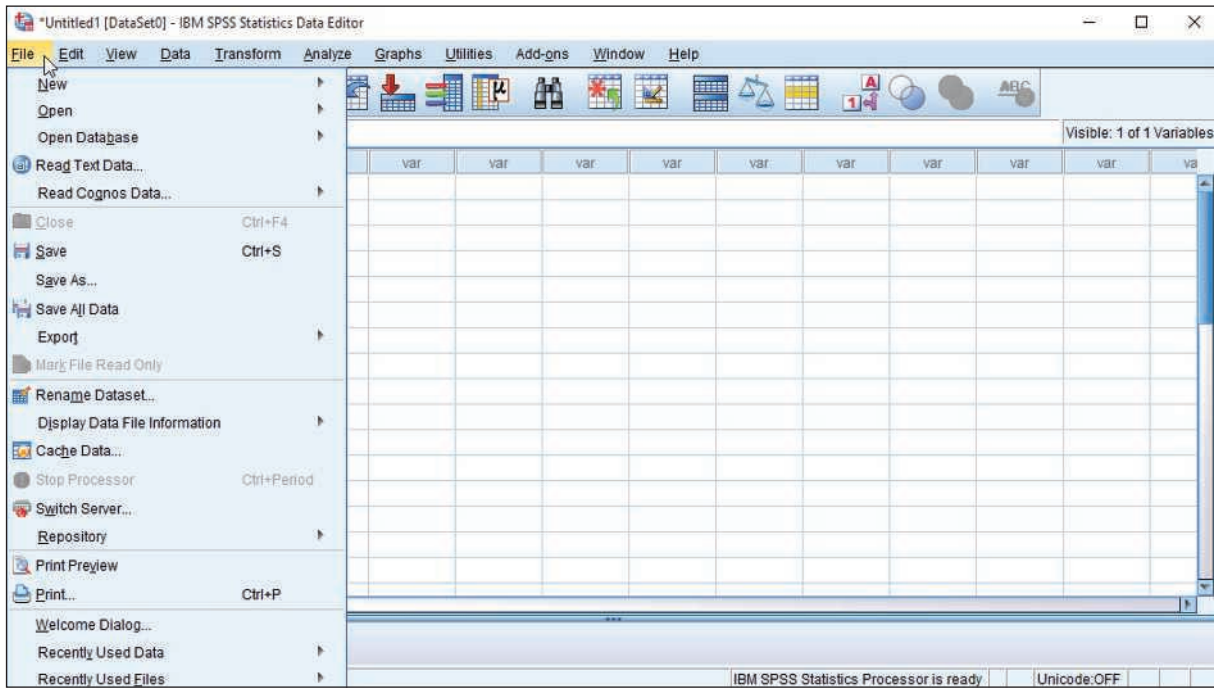 *Untitled1 [DataSet0] - IBM SPSS Statistics Data Editor
File Edit View Data Transform Analyze Graphs Utilities Add-ons Window Help
New
Open
Open Database
Visible: 1 of 1 Variables
var var var var var var var var var va
Read Text Data...
Read Cognos Data...
Close Ctrl+F4
Save Ctrl+S
Save As...
Save All Data
Export
Mark File Read Only
Rename Dataset...
Display Data File Information
Cache Data...
Stop Processor Ctrl+Period
Switch Server...
Repository
Print Preview
Print... Ctrl+P
Welcome Dialog...
Recently Used Data
Recently Used Files
IBM SPSS Statistics Processor is ready Unicode:OFF
μ
A
1
ABC